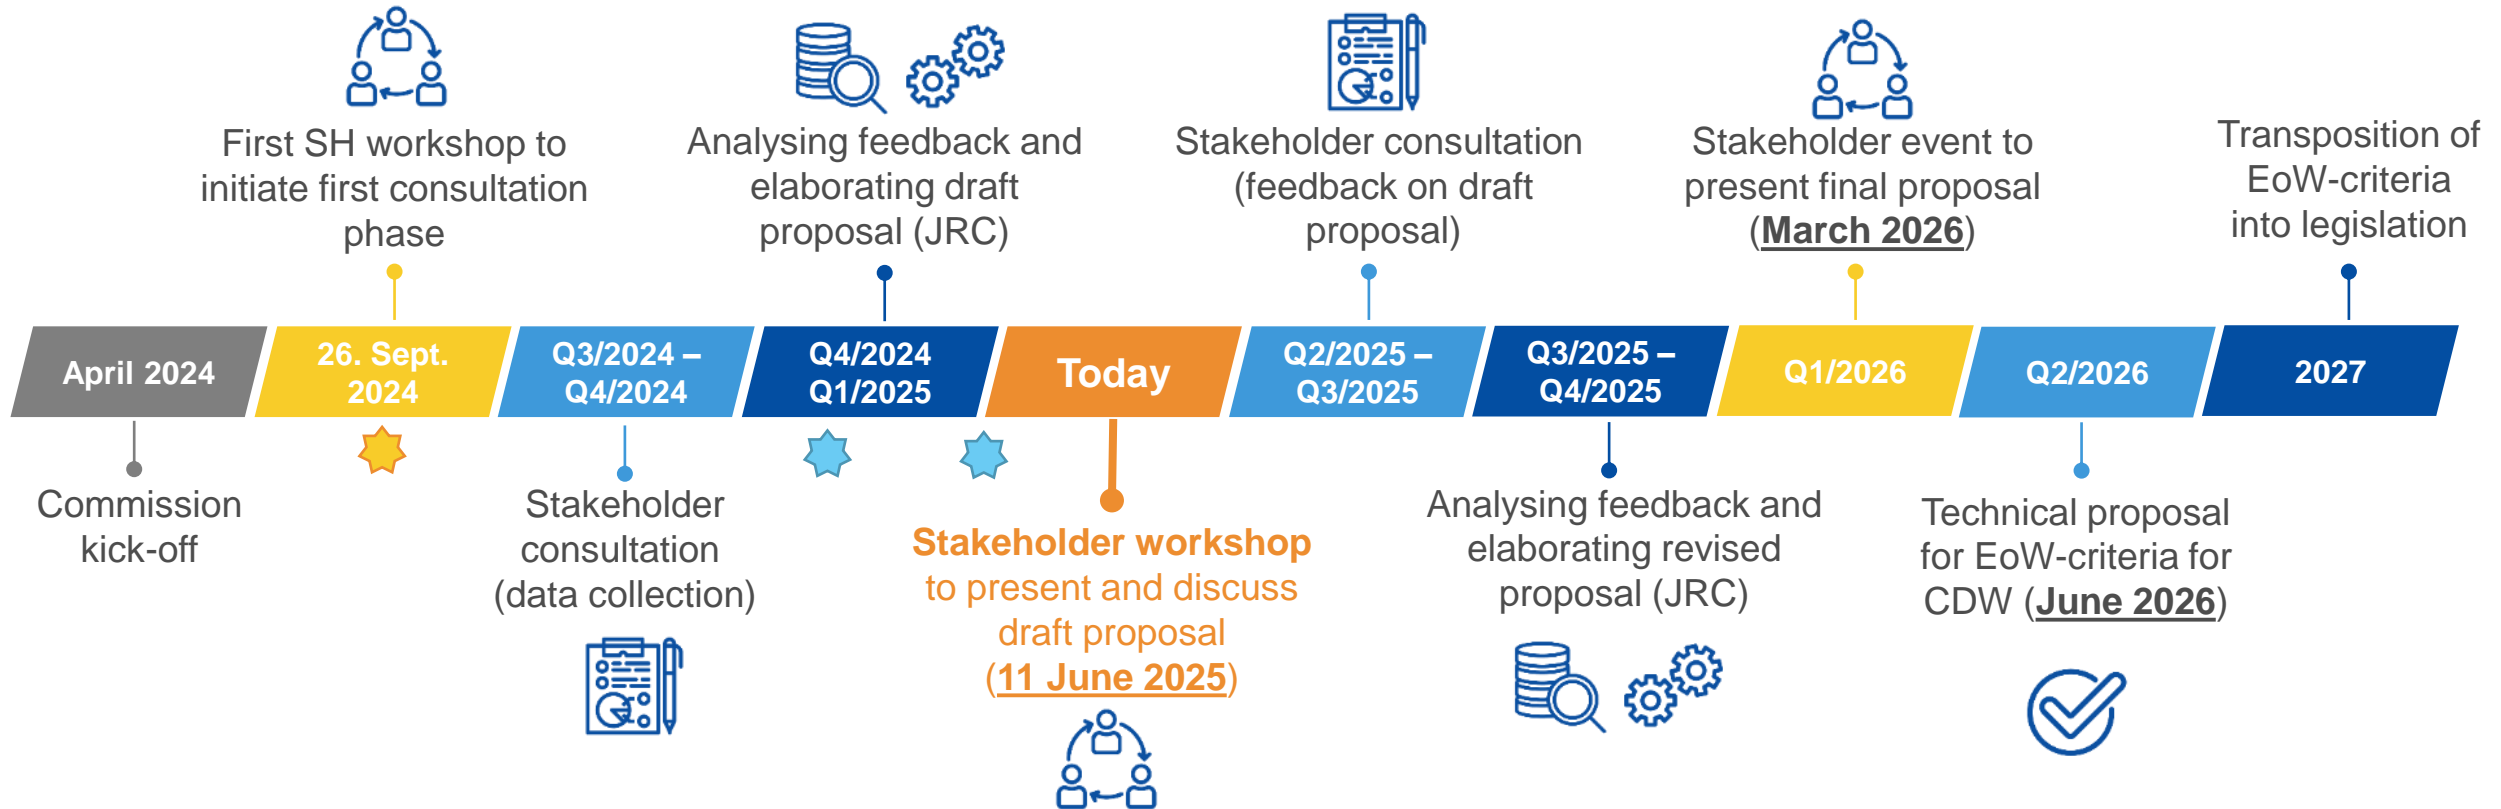 First SH workshop to
initiate first consultation
phase
Analysing feedback and
elaborating draft
proposal (JRC)
Stakeholder consultation
(feedback on draft
proposal)
Stakeholder event to
present final proposal
(March 2026)
Transposition of
EoW-criteria
into legislation
April 2024
26. Sept.
2024
Q3/2024 –
Q4/2024
Q4/2024
Q1/2025
Today
Q2/2025 –
Q3/2025
Q3/2025 –
Q4/2025
Q1/2026
Q2/2026
2027
Commission
kick-off
Stakeholder
consultation
(data collection)
Stakeholder workshop
to present and discuss
draft proposal
(11 June 2025)
Analysing feedback and
elaborating revised
proposal (JRC)
Technical proposal
for EoW-criteria for
CDW (June 2026)